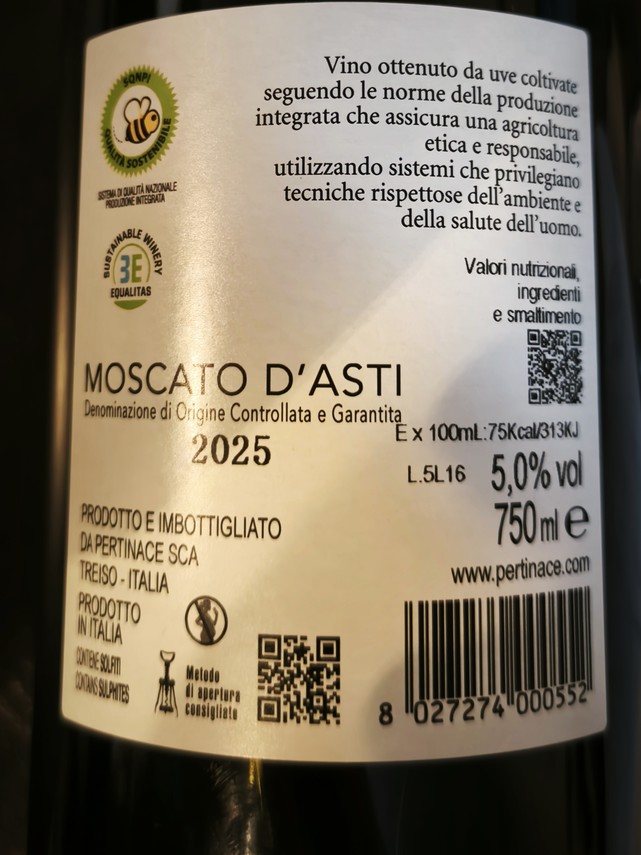 SQNPI
QUALITÀ SOSTENIBILE
SISTEMA DI QUALITÀ NAZIONALE
PRODUZIONE INTEGRATA
Vino ottenuto da uve coltivate
seguendo le norme della produzione
integrata che assicura una agricoltura
etica e responsabile,
utilizzando sistemi che privilegiano
tecniche rispettose dell'ambiente e
della salute dell'uomo.
SUSTAINABLE WINERY
3E
EQUALITAS
Valori nutrizionali,
ingredienti
e smaltimento
MOSCATO D'ASTI
Denominazione di Origine Controllata e Garantita
2025
E x 100mL:75Kcal/313KJ
L.5L16 5,0% vol
750 ml e
www.pertinace.com
PRODOTTO E IMBOTTIGLIATO
DA PERTINACE SCA
TREISO - ITALIA
PRODOTTO
IN ITALIA
CONTIENE SOLFITI
CONTAINS SULPHITES
Metodo
di apertura
consigliato
8 027274 000552